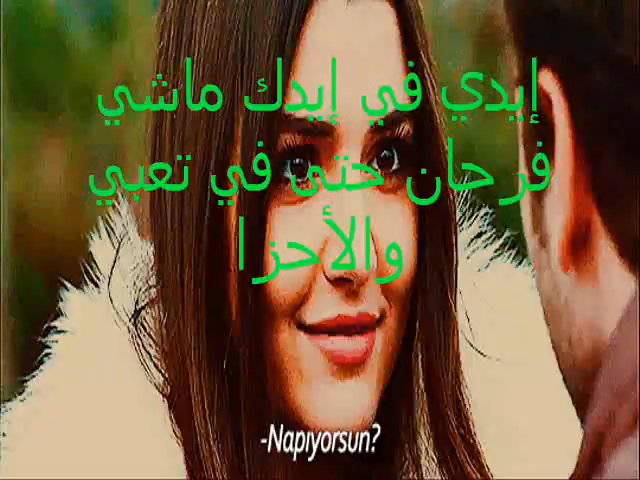 إيدي في إيدك ماشي
فرحان حتى في تعبي
والأحزا
-Napıyorsun?